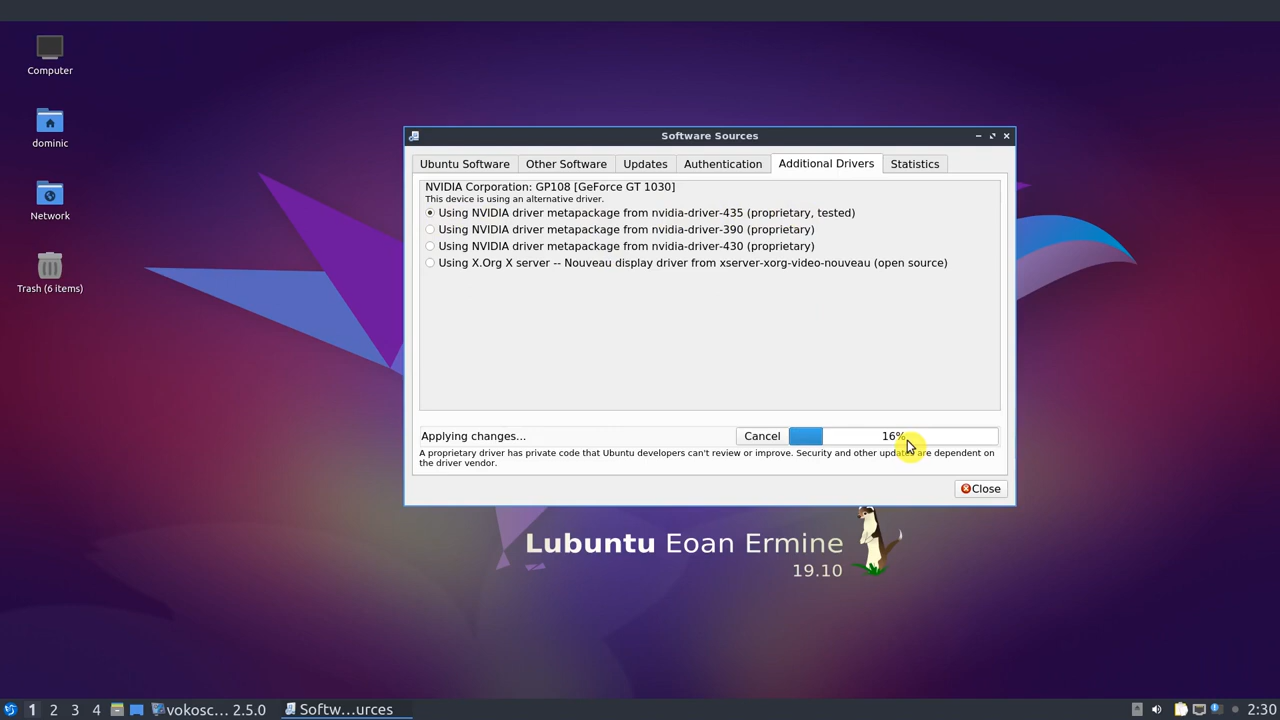 Computer
dominic
Network
Trash (6 items)
Software Sources
Ubuntu Software
Other Software
Updates
Authentication
Additional Drivers
Statistics
NVIDIA Corporation: GP108 [GeForce GT 1030]
This device is using an alternative driver.
Using NVIDIA driver metapackage from nvidia-driver-435 (proprietary, tested)
Using NVIDIA driver metapackage from nvidia-driver-390 (proprietary)
Using NVIDIA driver metapackage from nvidia-driver-430 (proprietary)
Using X.Org X server -- Nouveau display driver from xserver-xorg-video-nouveau (open source)
Applying changes...
Cancel
16%
A proprietary driver has private code that Ubuntu developers can't review or improve. Security and other updates are dependent on
the driver vendor.
Close
Lubuntu Eoan Ermine
19.10
1 2 3 4
vokosc... 2.5.0
Softw...urces
2:30